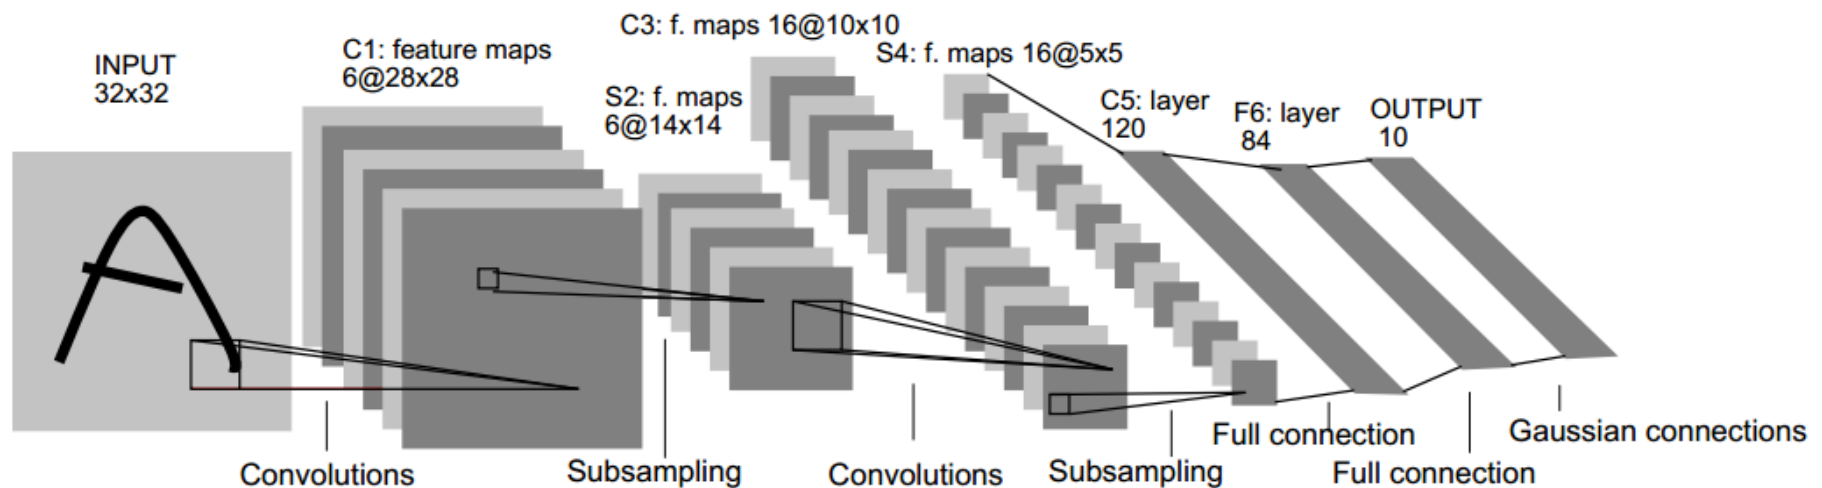 INPUT
32x32
C1: feature maps
6@28x28
S2: f. maps
6@14x14
C3: f. maps 16@10x10
S4: f. maps 16@5x5
C5: layer
120
F6: layer
84
OUTPUT
10
A
Convolutions
Subsampling
Convolutions
Subsampling
Full connection
Full connection
Gaussian connections